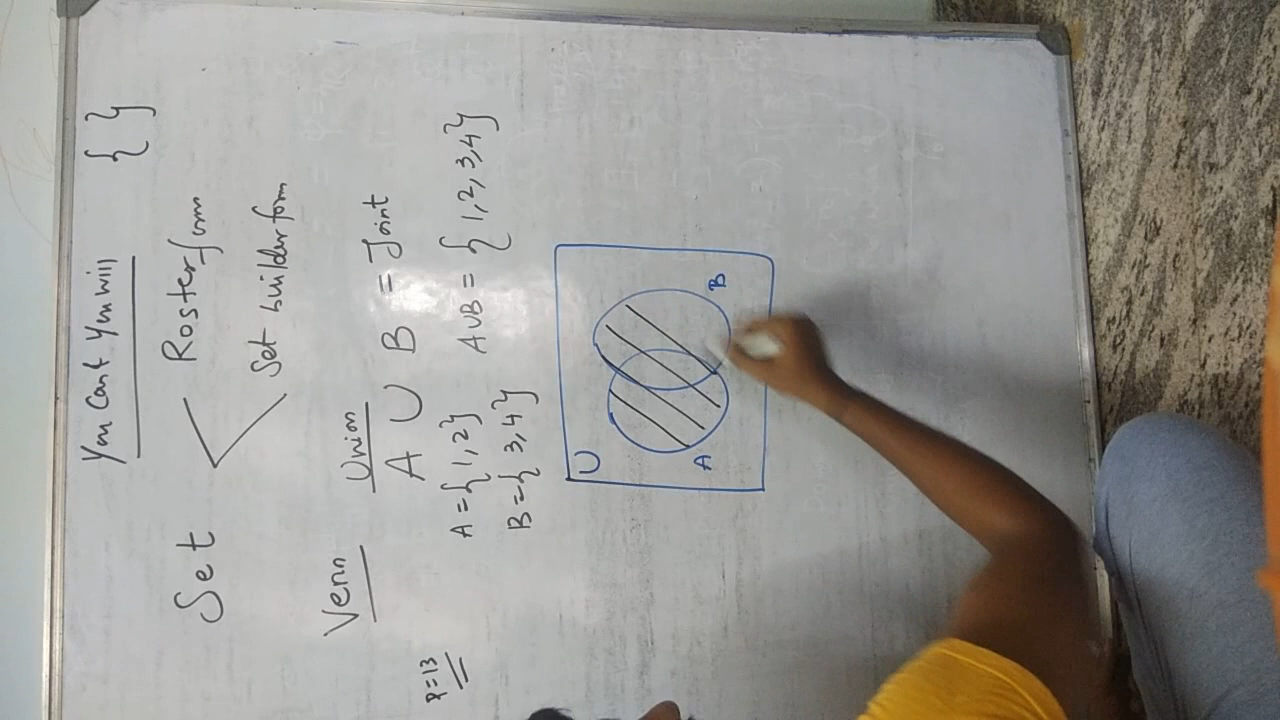 You Can't You Will { }
Set < Roster form
Set builder form
Venn
Union
A ∪ B = Joint
P=13
A = {1, 2}
A∪B = {1, 2, 3, 4}
B = {3, 4}
U
A
B